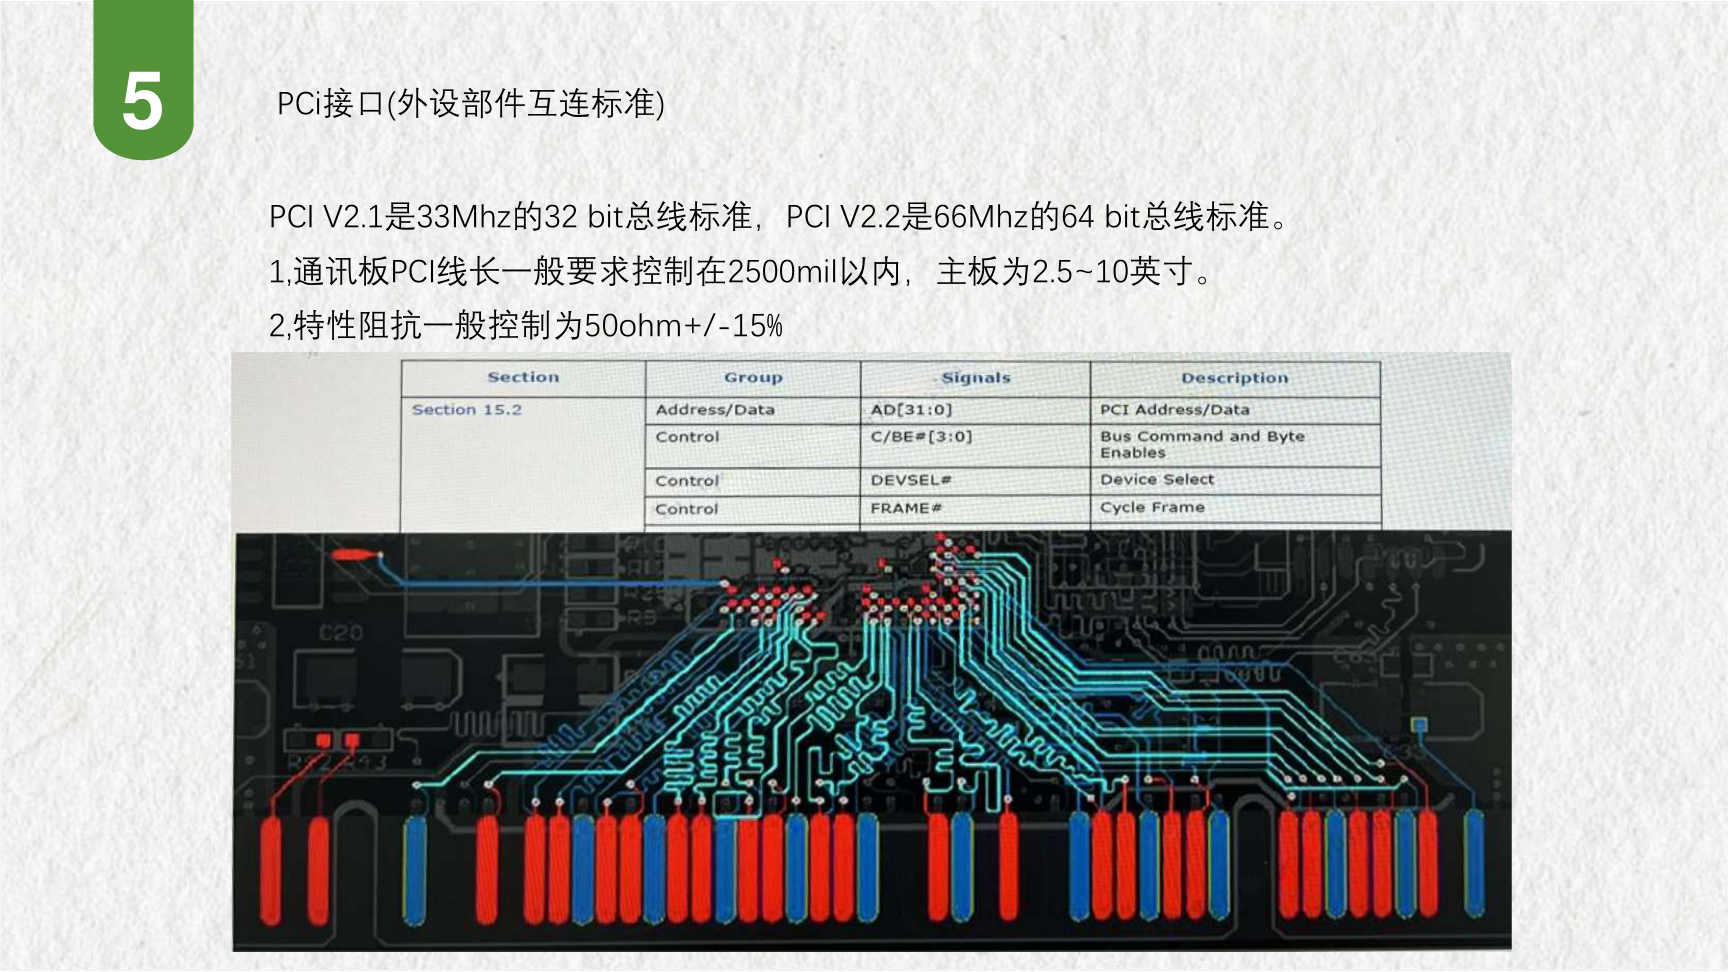 5
PCi接口(外设部件互连标准)
PCI V2.1是33Mhz的32 bit总线标准，PCI V2.2是66Mhz的64 bit总线标准。
1,通讯板PCI线长一般要求控制在2500mil以内，主板为2.5~10英寸。
2,特性阻抗一般控制为50ohm+/-15%
Section Group Signals Description
Section 15.2 Address/Data AD[31:0] PCI Address/Data
Control C/BE#[3:0] Bus Command and Byte
Enables
Control DEVSEL# Device Select
Control FRAME# Cycle Frame
C20